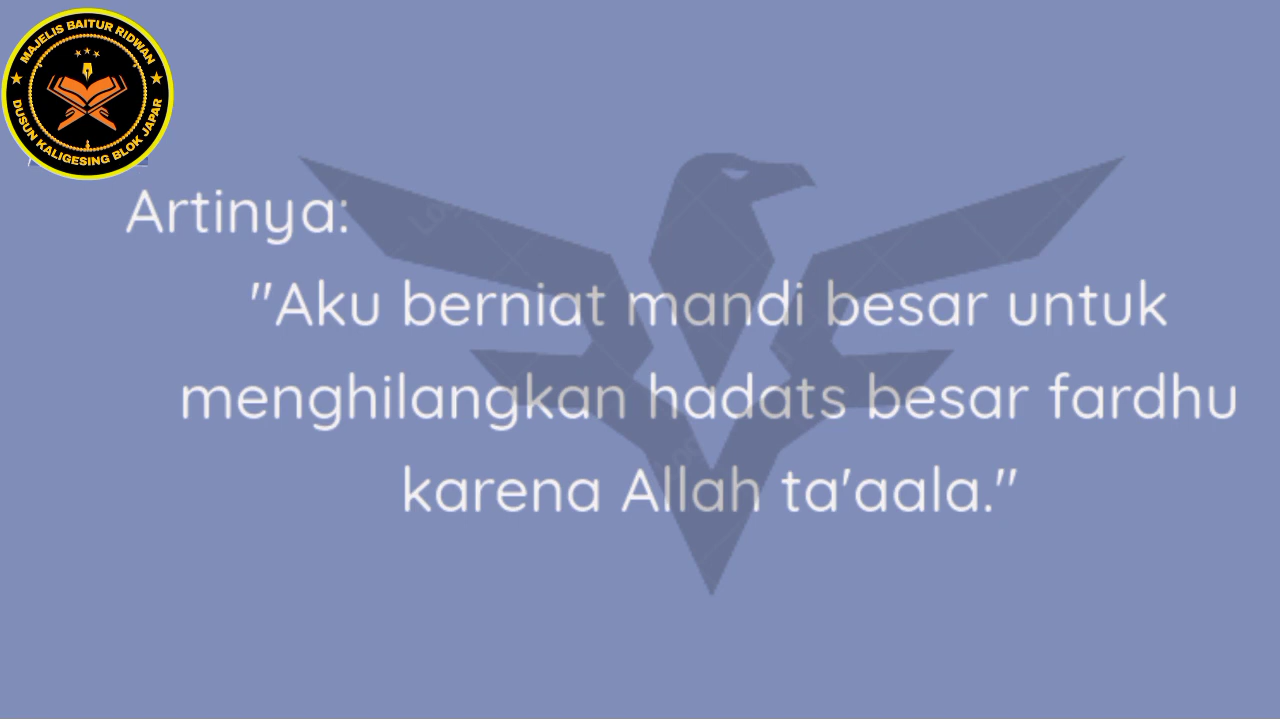 MAJELIS BAITUR RIDWAN
DUSUN KALIGESING BLOK JAPAR
Artinya:
"Aku berniat mandi besar untuk
menghilangkan hadats besar fardhu
karena Allah ta'aala."